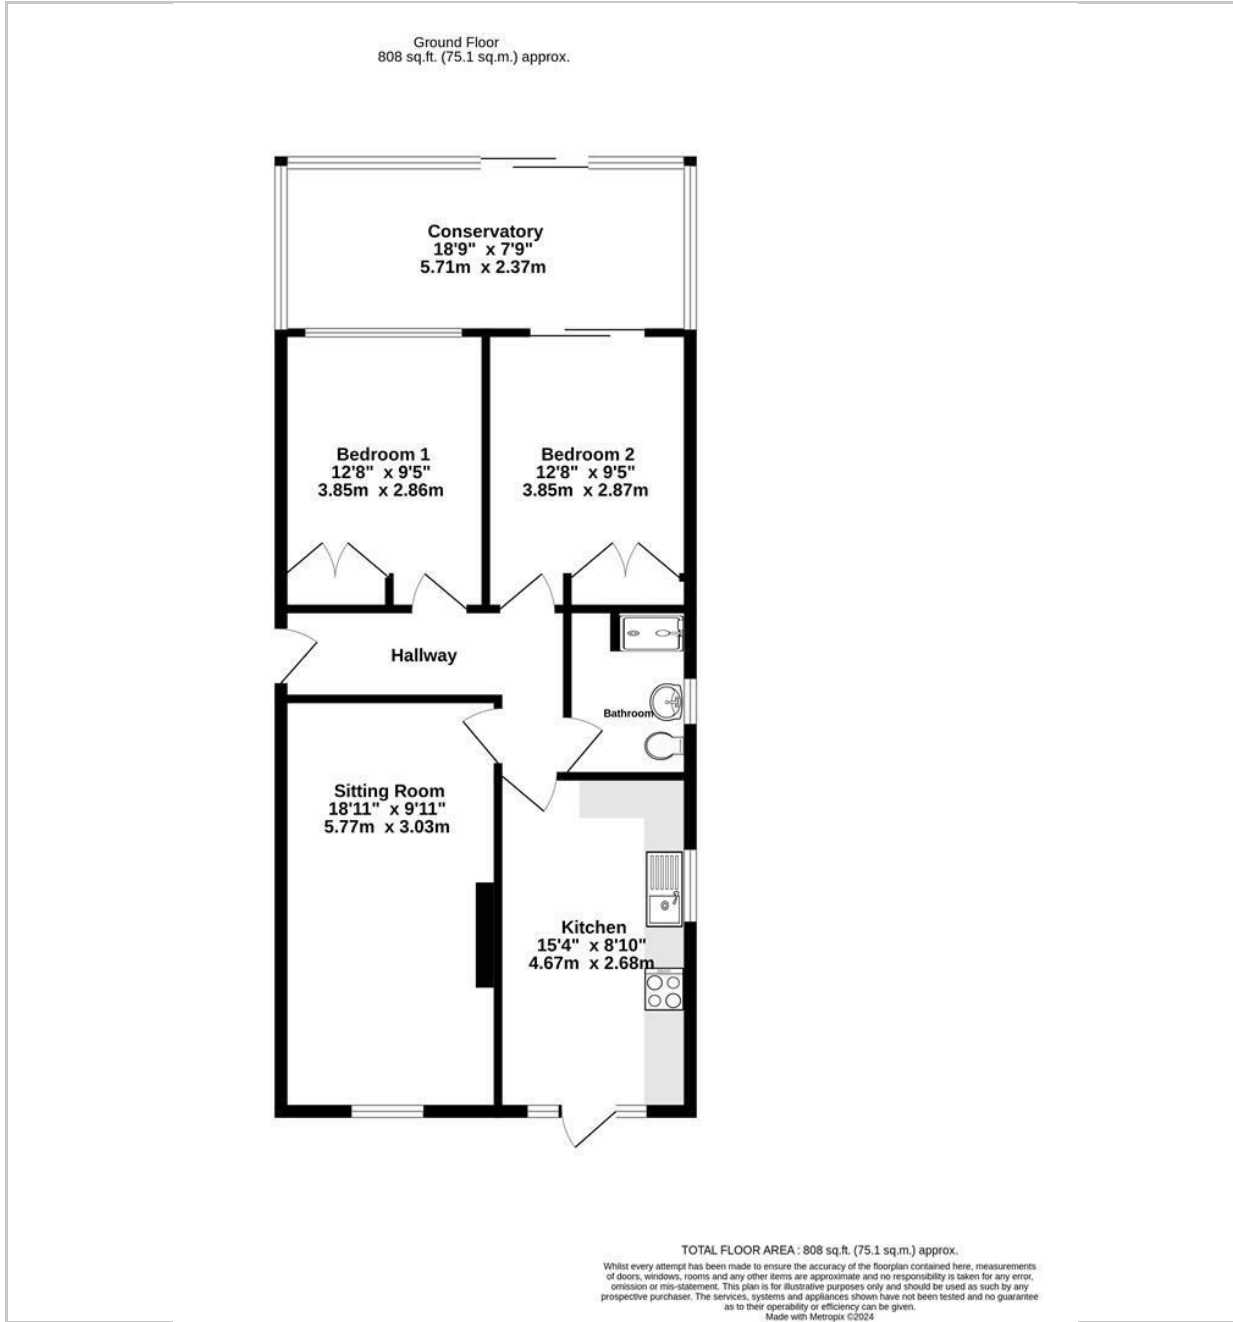 Ground Floor
808 sq.ft. (75.1 sq.m.) approx.
Conservatory
18'9" x 7'9"
5.71m x 2.37m
Bedroom 1
12'8" x 9'5"
3.85m x 2.86m
Bedroom 2
12'8" x 9'5"
3.85m x 2.87m
Hallway
Bathroom
Sitting Room
18'11" x 9'11"
5.77m x 3.03m
Kitchen
15'4" x 8'10"
4.67m x 2.68m
TOTAL FLOOR AREA : 808 sq.ft. (75.1 sq.m.) approx.
Whilst every attempt has been made to ensure the accuracy of the floorplan contained here, measurements
of doors, windows, rooms and any other items are approximate and no responsibility is taken for any error,
omission or mis-statement. This plan is for illustrative purposes only and should be used as such by any
prospective purchaser. The services, systems and appliances shown have not been tested and no guarantee
as to their operability or efficiency can be given.
Made with Metropix ©2024